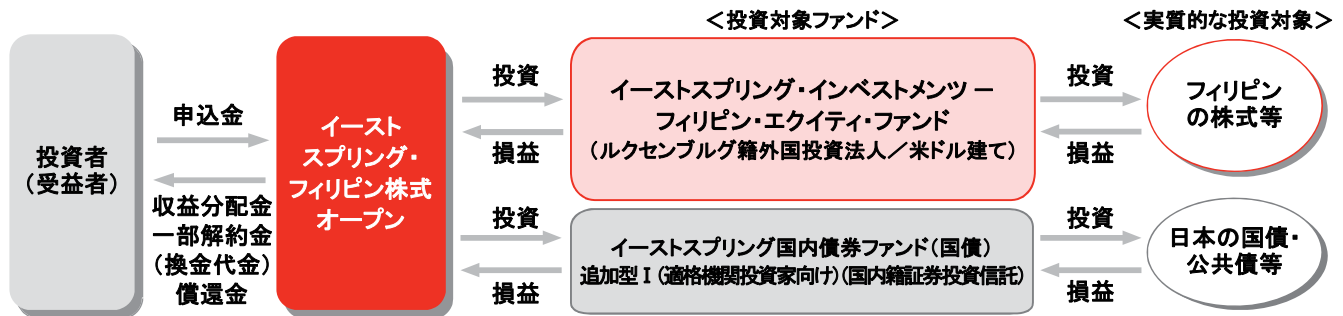 ＜投資対象ファンド＞
＜実質的な投資対象＞
投資者
（受益者）
申込金
収益分配金
一部解約金
（換金代金）
償還金
イースト
スプリング・
フィリピン株式
オープン
投資
損益
イーストスプリング・インベストメンツ －
フィリピン・エクイティ・ファンド
（ルクセンブルグ籍外国投資法人／米ドル建て）
投資
損益
フィリピン
の株式等
投資
損益
イーストスプリング国内債券ファンド（国債）
追加型Ⅰ（適格機関投資家向け）（国内籍証券投資信託）
投資
損益
日本の国債・
公共債等